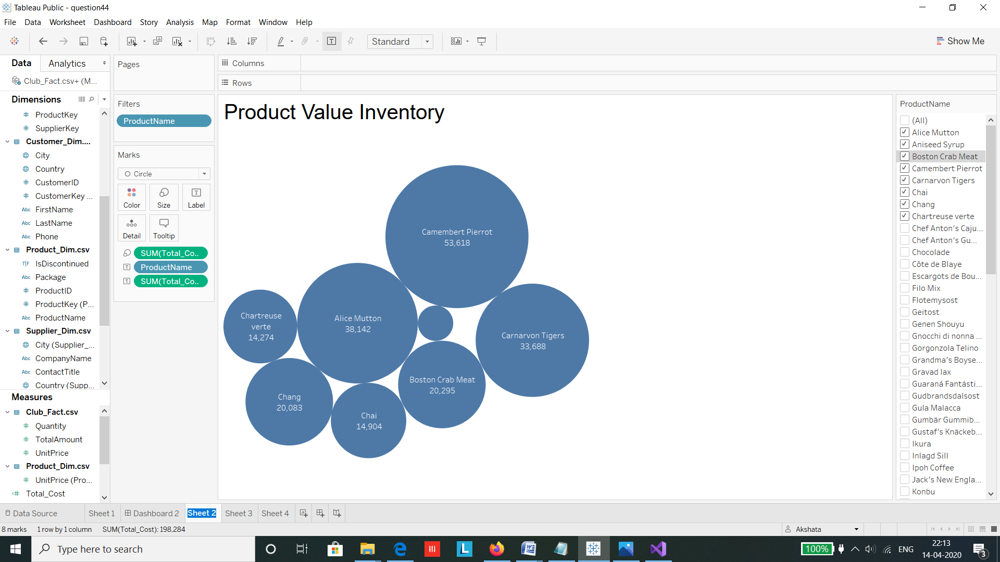 Tableau Public - question44
File Data Worksheet Dashboard Story Analysis Map Format Window Help
Standard
Show Me
Data Analytics
Club_Fact.csv+ (M...
Dimensions
ProductKey
SupplierKey
Customer_Dim....
City
Country
CustomerID
CustomerKey ...
Abc FirstName
Abc LastName
Abc Phone
Product_Dim.csv
T|F IsDiscontinued
Abc Package
ProductID
ProductKey (P...
Abc ProductName
Supplier_Dim.csv
City (Supplier_...
Abc CompanyName
Abc ContactTitle
Country (Supp...
Measures
Club_Fact.csv
Quantity
TotalAmount
UnitPrice
Product_Dim.csv
UnitPrice (Pro...
Total_Cost
Pages
Filters
ProductName
Marks
Circle
Color Size Label
Detail Tooltip
SUM(Total_Co..
ProductName
SUM(Total_Co..
Columns
Rows
Product Value Inventory
Camembert Pierrot
53,618
Alice Mutton
38,142
Chartreuse
verte
14,274
Carnarvon Tigers
33,688
Boston Crab Meat
20,295
Chang
20,083
Chai
14,904
ProductName
(All)
Alice Mutton
Aniseed Syrup
Boston Crab Meat
Camembert Pierrot
Carnarvon Tigers
Chai
Chang
Chartreuse verte
Chef Anton's Caju...
Chef Anton's Gu...
Chocolade
Côte de Blaye
Escargots de Bou...
Filo Mix
Flotemysost
Geitost
Genen Shouyu
Gnocchi di nonna ...
Gorgonzola Telino
Grandma's Boyse...
Gravad lax
Guaraná Fantásti...
Gudbrandsdalsost
Gula Malacca
Gumbär Gummib...
Gustaf's Knäckeb...
Ikura
Inlagd Sill
Ipoh Coffee
Jack's New Engla...
Konbu
Data Source Sheet 1 Dashboard 2 Sheet 2 Sheet 3 Sheet 4
8 marks 1 row by 1 column SUM(Total_Cost): 198,284
Akshata
Type here to search
100%
ENG
22:13
14-04-2020
3